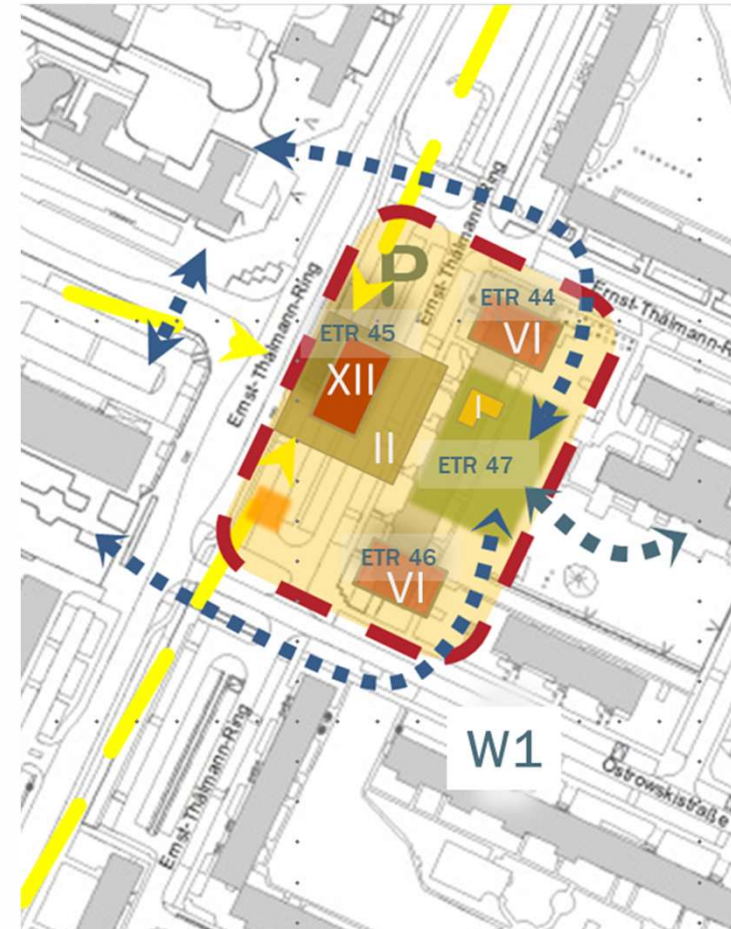 Ernst-Thälmann-Ring
P
ETR 44
VI
Ernst-Thälmann-R
Ernst-Thälmann-Ring
ETR 45
XII
II
I
ETR 47
ETR 46
VI
W1
Ostrowskistraße
Ernst-Thälmann-Ring